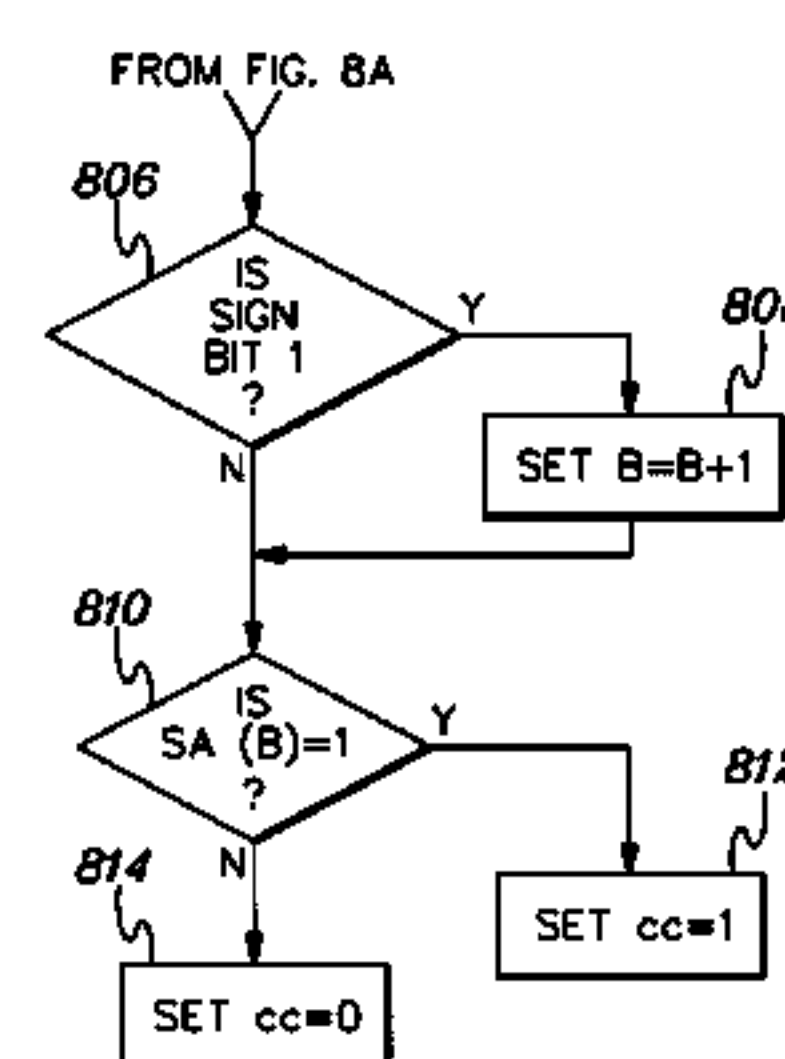 FROM FIG. 8A
806
IS
SIGN
BIT 1
?
Y
N
SET B=B+1
810
IS
SA (B)=1
?
Y
N
812
814
SET cc=1
SET cc=0